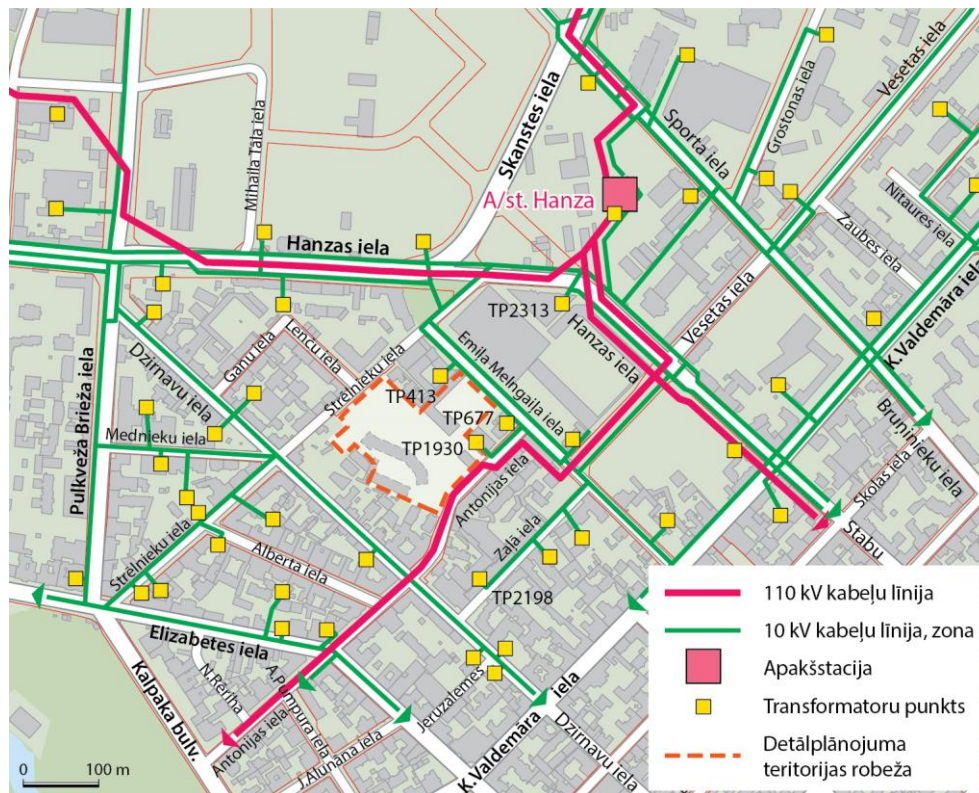 Skanstes iela
Vesetas iela
Grostonas iela
Sporta iela
Mihaila Tāla iela
A/st. Hanza
Nitaures iela
Zaubes iela
Hanzas iela
K.Valdemāra iela
TP2313
Hanzas iela
Vesetas iela
Pulkveža Brieža iela
Dzirnavu iela
Ganu iela
Lenču iela
Strēlnieku iela
Emīla Melngaiļa iela
TP413
TP677
TP1930
Mednieku iela
Antonijas iela
Bruņinieku iela
Skolas iela
Stabu
Zaļā iela
Strēlnieku iela
Alberta iela
TP2198
Elizabetes iela
Kalpaka bulv.
N.Rēriha
A.Pumpura iela
Jeruzalemes
Antonijas iela
J.Alunāna iela
K.Valdemāra iela
Dzirnavu iela
0 100 m
110 kV kabeļu līnija
10 kV kabeļu līnija, zona
Apakšstacija
Transformatoru punkts
Detālplānojuma
teritorijas robeža